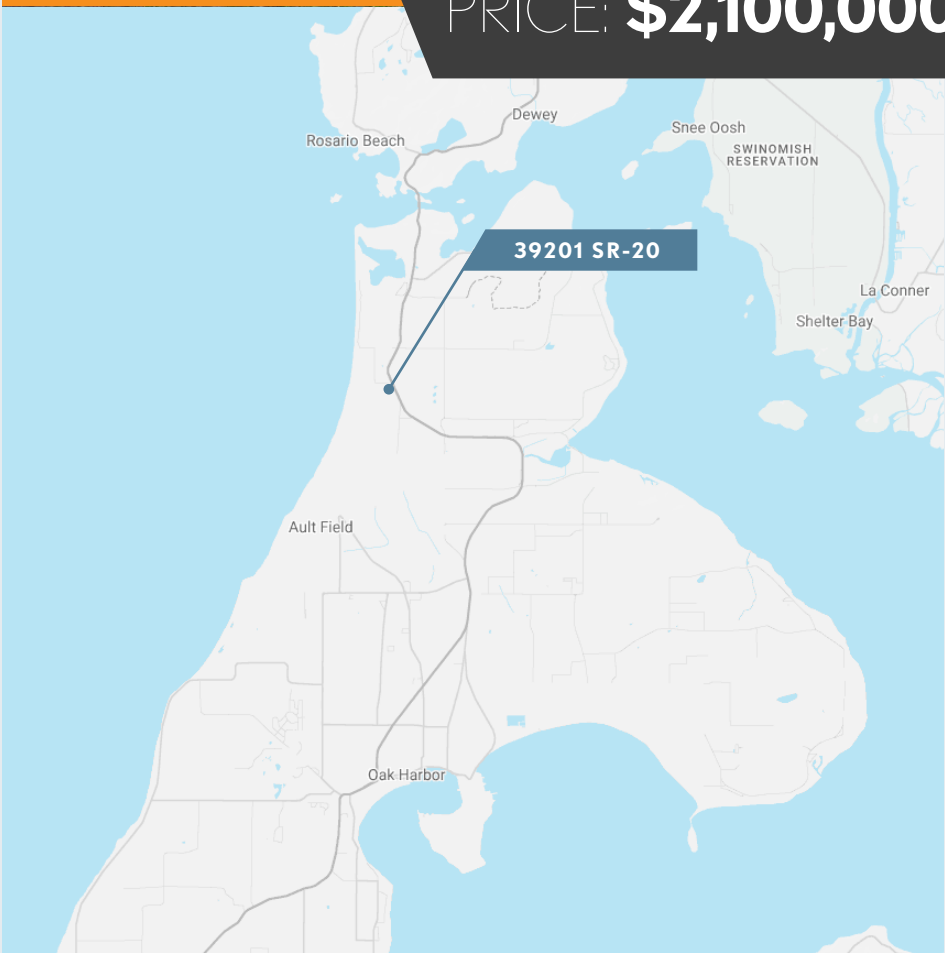 PRICE: $2,100,000
Dewey
Snee Oosh
Rosario Beach
SWINOMISH
RESERVATION
39201 SR-20
La Conner
Shelter Bay
Ault Field
Oak Harbor